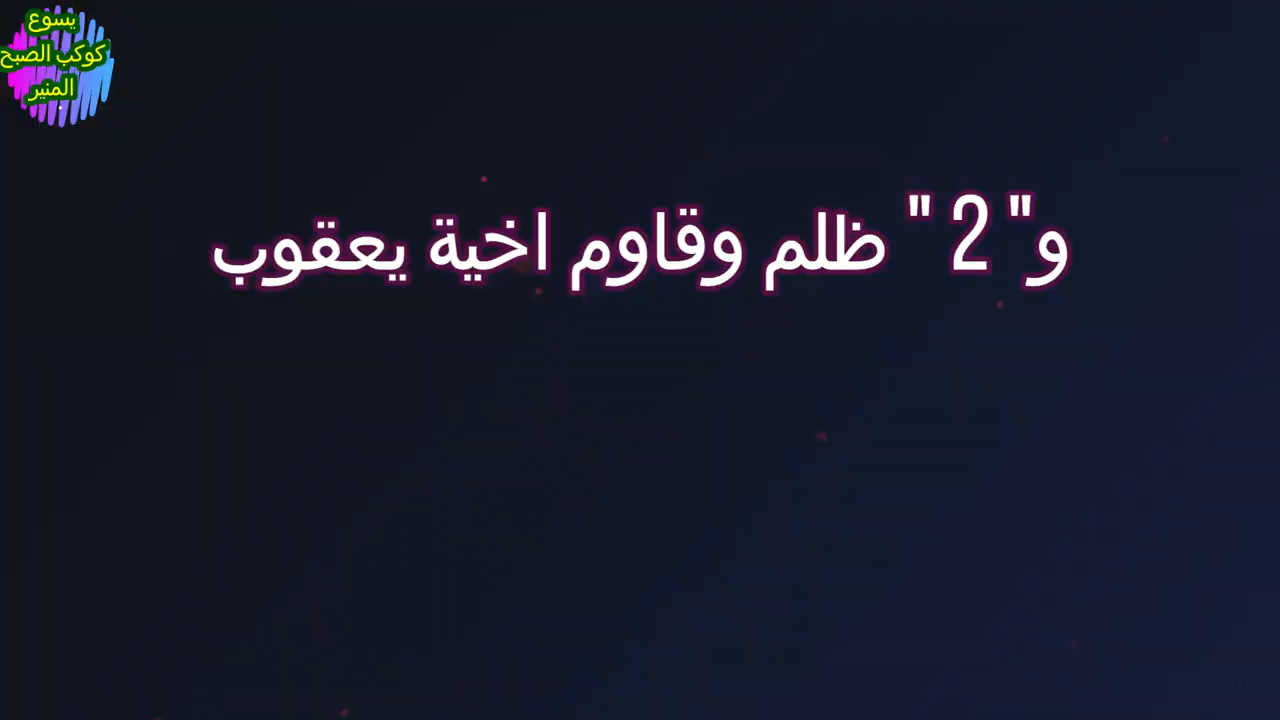 يسوع
كوكب الصبح
المنير
و" 2 " ظلم وقاوم اخية يعقوب